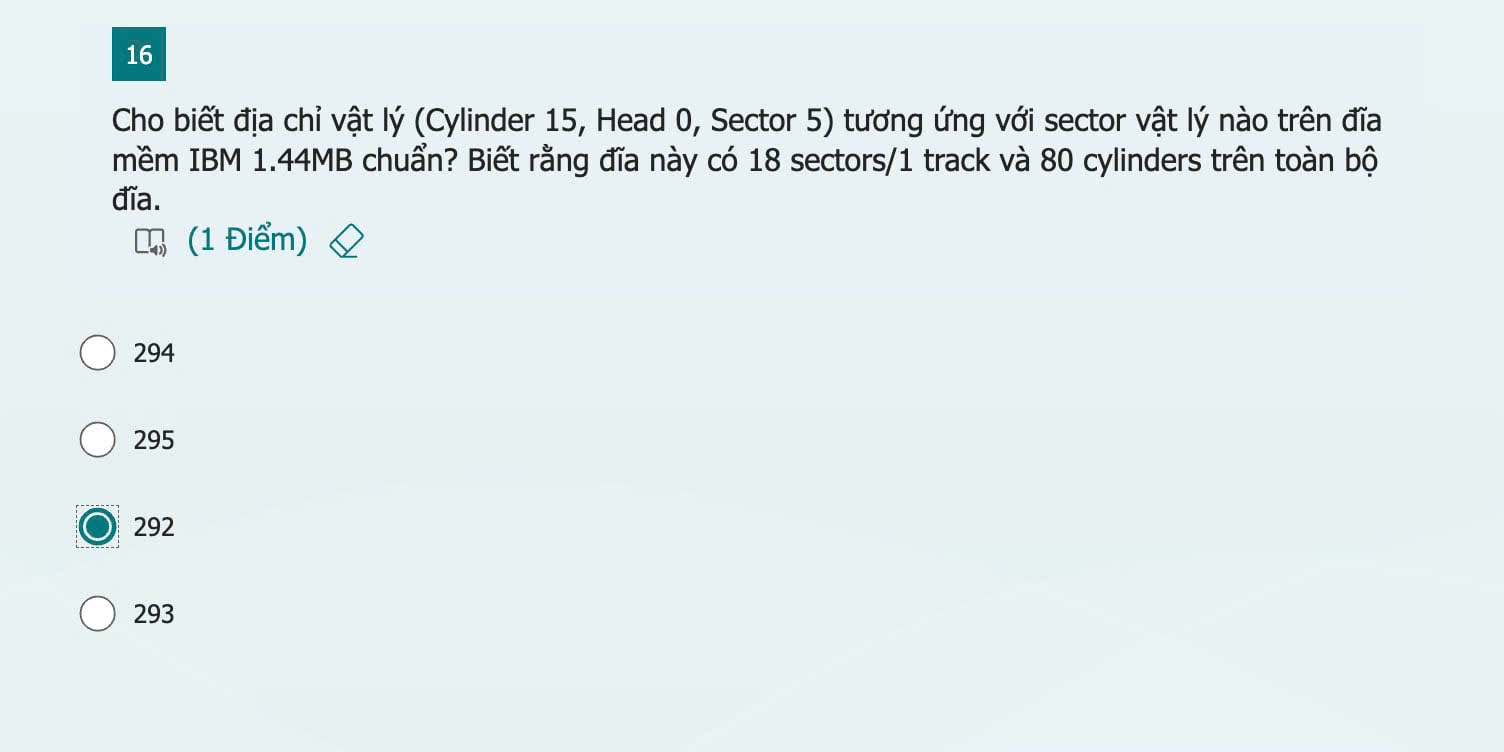 16
Cho biết địa chỉ vật lý (Cylinder 15, Head 0, Sector 5) tương ứng với sector vật lý nào trên đĩa
mềm IBM 1.44MB chuẩn? Biết rằng đĩa này có 18 sectors/1 track và 80 cylinders trên toàn bộ
đĩa.
(1 Điểm)
294
295
292
293